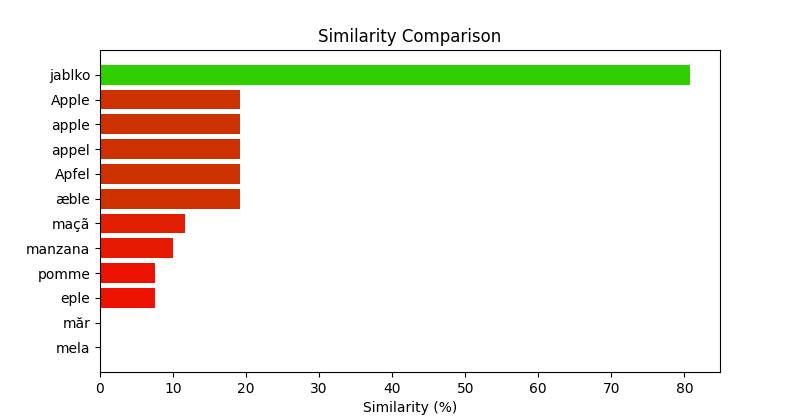 Similarity Comparison
jablko
Apple
apple
appel
Apfel
æble
maçã
manzana
pomme
eple
măr
mela
0 10 20 30 40 50 60 70 80
Similarity (%)